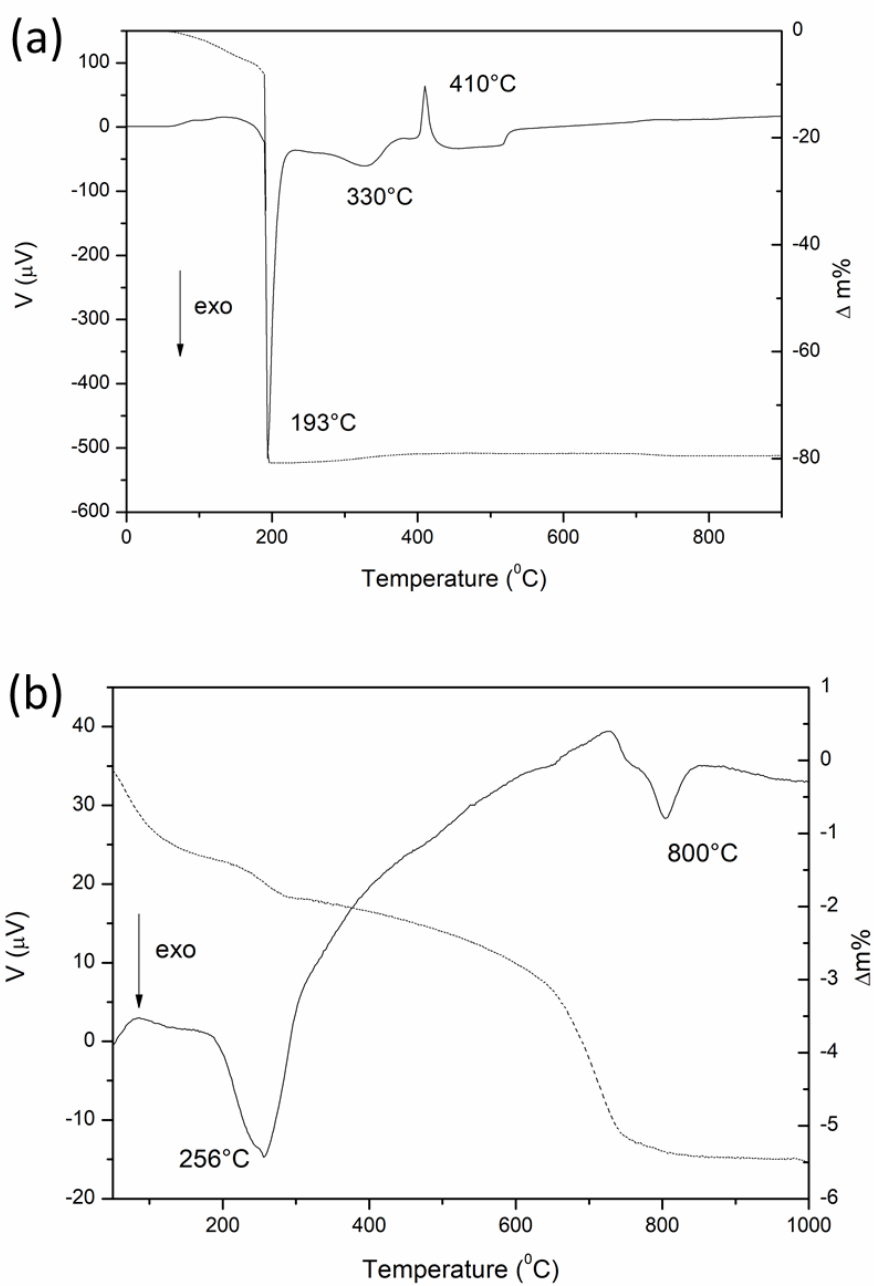 (a)
100
0
-100
-200
-300
-400
-500
-600
V (μV)
exo
193°C
330°C
410°C
0
-20
-40
-60
-80
Δ m%
0
200
400
600
800
Temperature (⁰C)
(b)
40
30
20
10
0
-10
-20
V (μV)
exo
256°C
800°C
1
0
-1
-2
-3
-4
-5
-6
Δm%
200
400
600
800
1000
Temperature (⁰C)